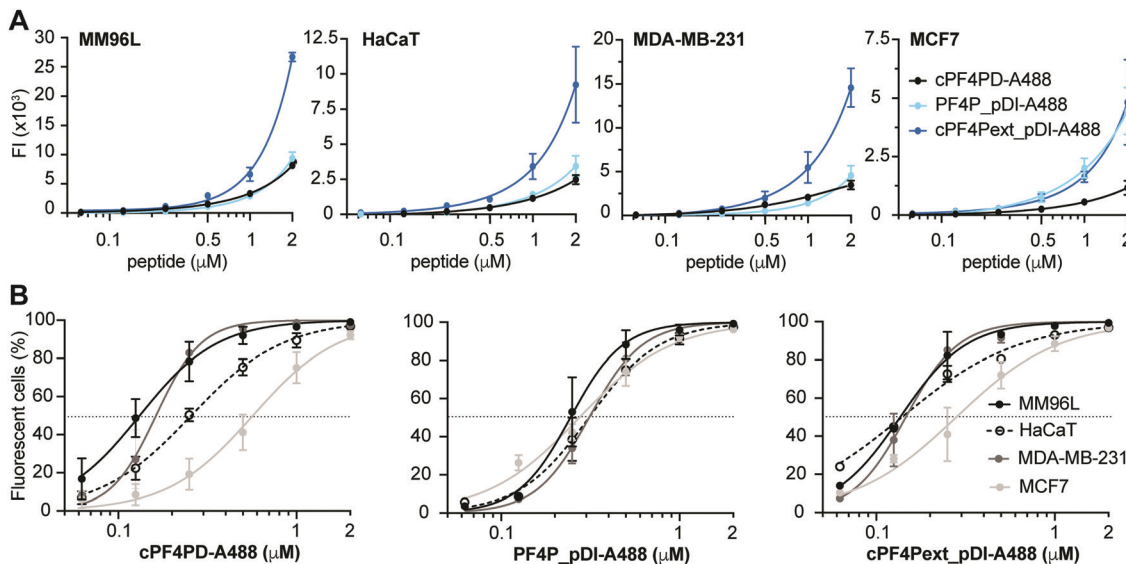 A
MM96L
HaCaT
MDA-MB-231
MCF7
FI (x10³)
30
25
20
15
10
5
0
12.5
10
7.5
5
2.5
0
20
15
10
5
0
7.5
5
2.5
0
cPF4PD-A488
PF4P_pDI-A488
cPF4Pext_pDI-A488
0.1 0.5 1 2
0.1 0.5 1 2
0.1 0.5 1 2
0.1 0.5 1 2
peptide (µM)
peptide (µM)
peptide (µM)
peptide (µM)
B
Fluorescent cells (%)
100
80
60
40
20
0
100
80
60
40
20
0
100
80
60
40
20
0
MM96L
HaCaT
MDA-MB-231
MCF7
0.1 1 2
0.1 1 2
0.1 1 2
cPF4PD-A488 (µM)
PF4P_pDI-A488 (µM)
cPF4Pext_pDI-A488 (µM)